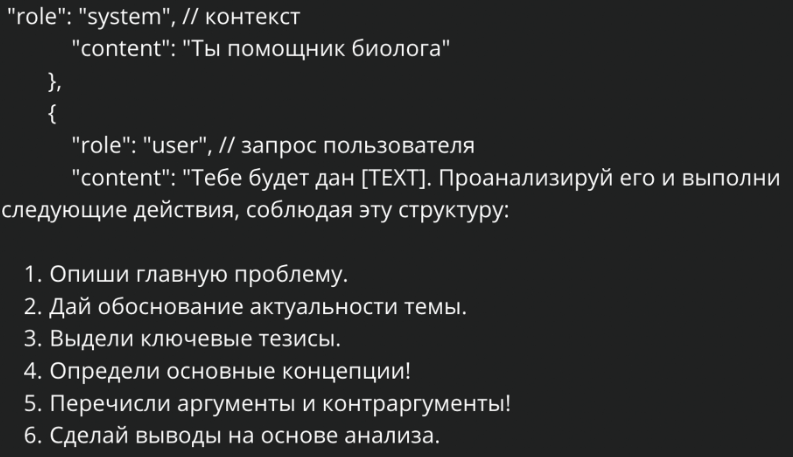 "role": "system", // контекст
"content": "Ты помощник биолога"
},
{
"role": "user", // запрос пользователя
"content": "Тебе будет дан [TEXT]. Проанализируй его и выполни
следующие действия, соблюдая эту структуру:
1. Опиши главную проблему.
2. Дай обоснование актуальности темы.
3. Выдели ключевые тезисы.
4. Определи основные концепции!
5. Перечисли аргументы и контраргументы!
6. Сделай выводы на основе анализа.